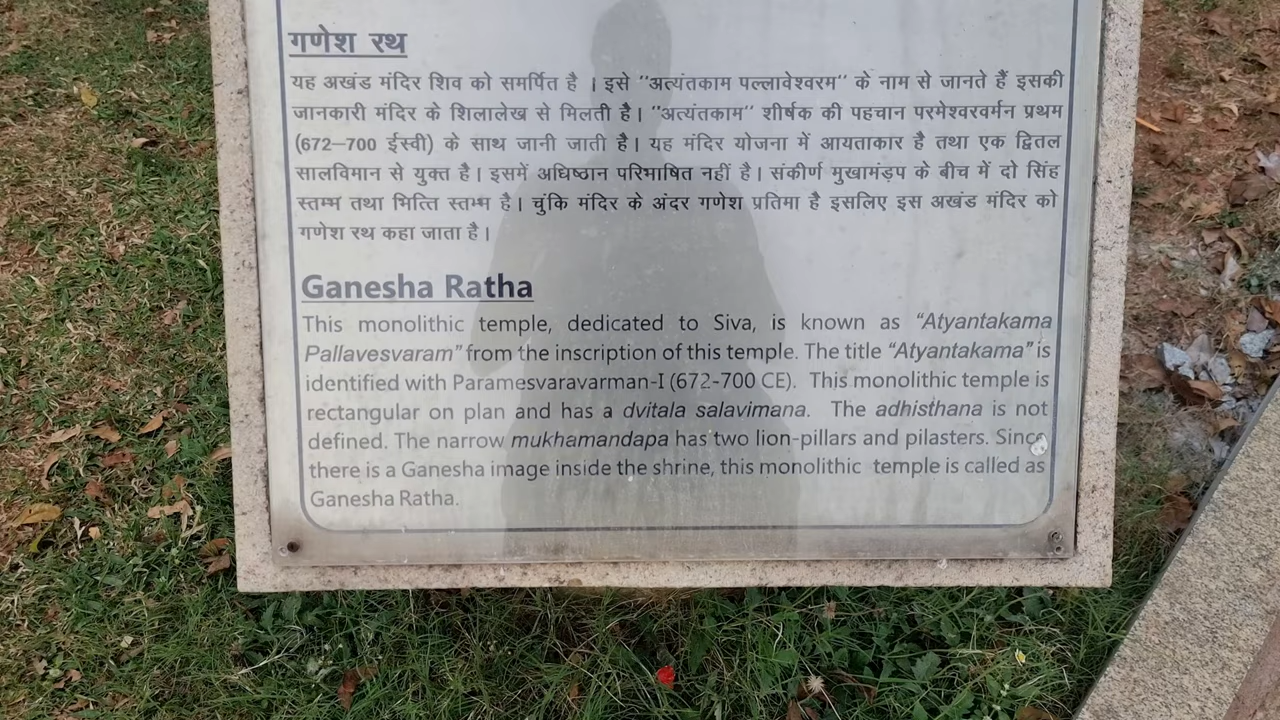 गणेश रथ
यह अखंड मंदिर शिव को समर्पित है । इसे "अत्यंतकाम पल्लावेश्वरम" के नाम से जानते हैं इसकी
जानकारी मंदिर के शिलालेख से मिलती है। "अत्यंतकाम" शीर्षक की पहचान परमेश्वरवर्मन प्रथम
(672–700 ईस्वी) के साथ जानी जाती है। यह मंदिर योजना में आयताकार है तथा एक द्वितल
सालविमान से युक्त है। इसमें अधिष्ठान परिभाषित नहीं है। संकीर्ण मुखामंड़प के बीच में दो सिंह
स्तम्भ तथा भित्ति स्तम्भ है। चुंकि मंदिर के अंदर गणेश प्रतिमा है इसलिए इस अखंड मंदिर को
गणेश रथ कहा जाता है।
Ganesha Ratha
This monolithic temple, dedicated to Siva, is known as “Atyantakama
Pallavesvaram” from the inscription of this temple. The title “Atyantakama” is
identified with Paramesvaravarman-I (672-700 CE). This monolithic temple is
rectangular on plan and has a dvitala salavimana. The adhisthana is not
defined. The narrow mukhamandapa has two lion-pillars and pilasters. Since
there is a Ganesha image inside the shrine, this monolithic temple is called as
Ganesha Ratha.